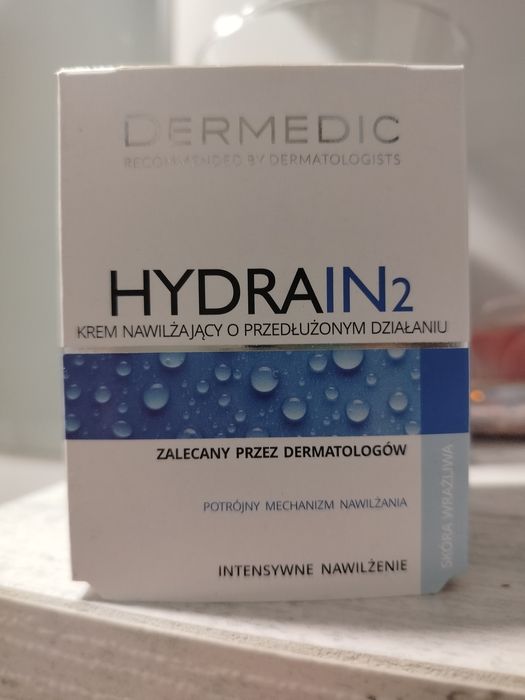 DERMEDIC
RECOMMENDED BY DERMATOLOGISTS
HYDRAIN2
KREM NAWILŻAJĄCY O PRZEDŁUŻONYM DZIAŁANIU
ZALECANY PRZEZ DERMATOLOGÓW
POTRÓJNY MECHANIZM NAWILŻANIA
INTENSYWNE NAWILŻENIE
SKÓRA WRAŻLIWA